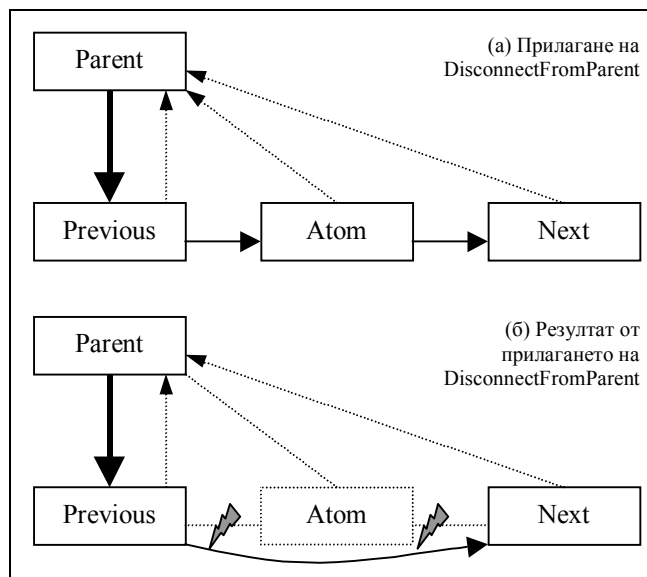 (а) Прилагане на
DisconnectFromParent
Parent
Previous
Atom
Next
(б) Резултат от
прилагането на
DisconnectFromParent
Parent
Previous
Atom
Next